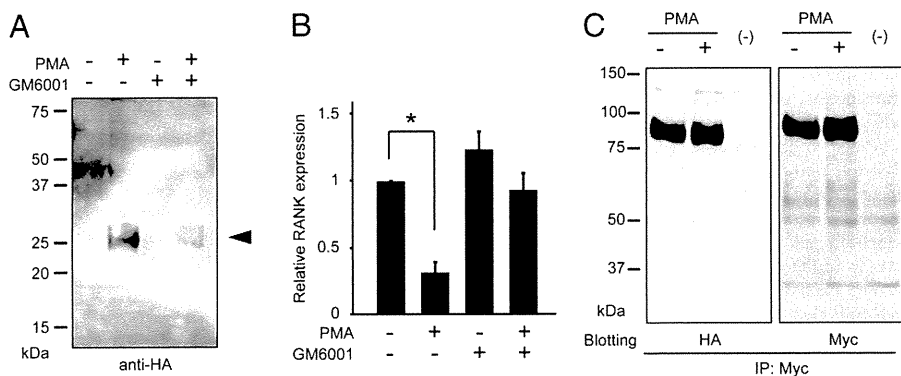 A
PMA - + - +
GM6001 - - + +
75
50
37
25
20
15
kDa
anti-HA
B
*
Relative RANK expression
1.5
1
0.5
0
PMA - + - +
GM6001 - - + +
C
PMA PMA
- + (-) - + (-)
150
100
75
50
37
kDa
Blotting HA Myc
IP: Myc